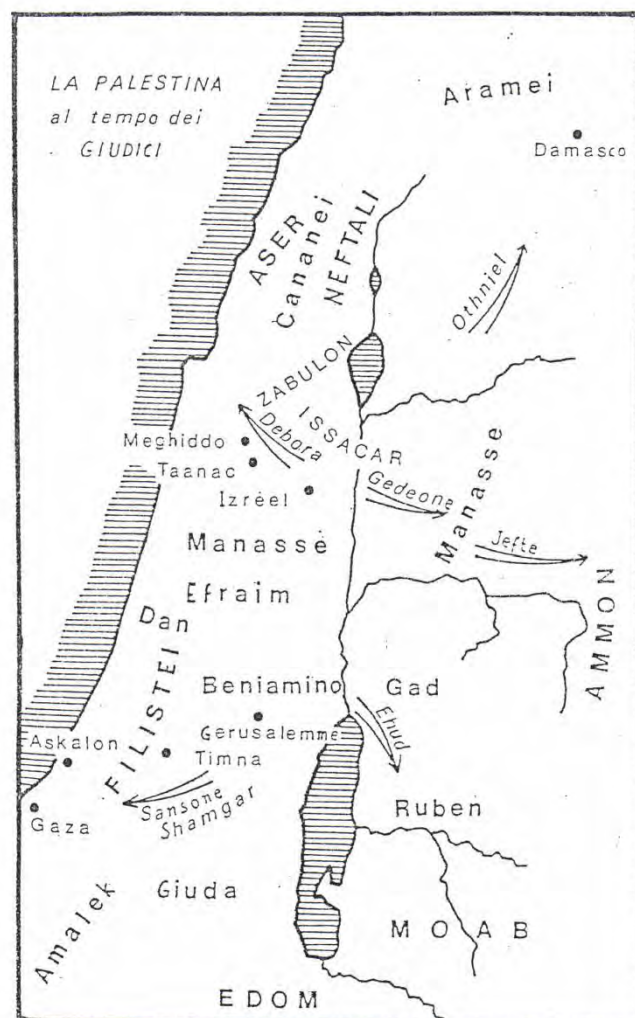 LA PALESTINA
al tempo dei
GIUDICI
Aramei
Damasco
ASER
Cananei
NEFTALI
Othniel
ZABULON
ISSACAR
Debora
Meghiddo
Taanac
Izréel
Gedeone
Manasse
Jefte
Manassè
Efraim
AMMON
Dan
FILISTEI
Beniamino
Gad
Gerusalemme
Ehud
Askalon
Timna
Sansone
Shamgar
Gaza
Ruben
Giuda
Amalek
MOAB
EDOM